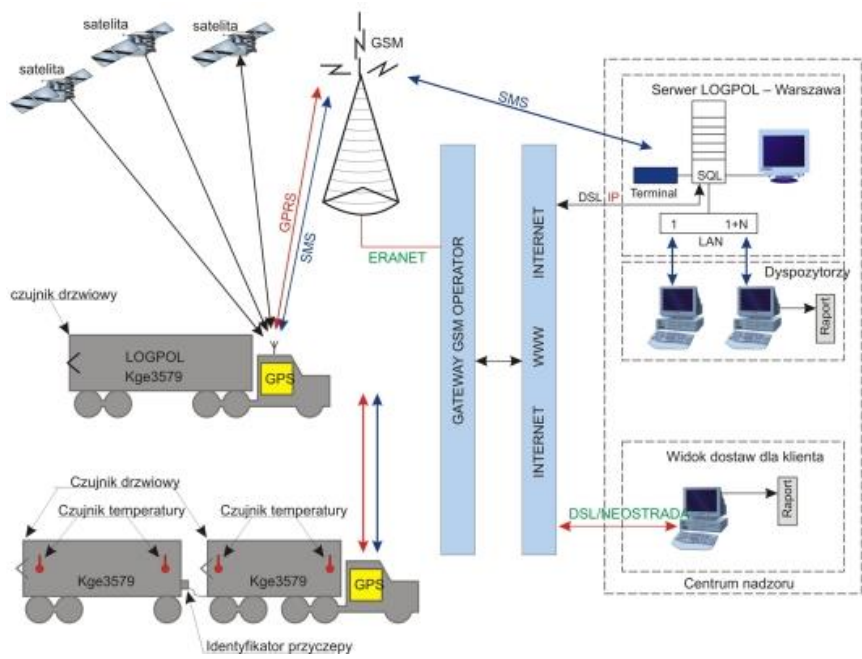 satelita
satelita
satelita
GSM
GPRS
SMS
SMS
ERANET
czujnik drzwiowy
LOGPOL
Kge3579
GPS
Czujnik drzwiowy
Czujnik temperatury
Czujnik temperatury
Kge3579
Kge3579
GPS
Identyfikator przyczepy
GATEWAY GSM OPERATOR
INTERNET WWW INTERNET
Serwer LOGPOL – Warszawa
SQL
Terminal
DSL IP
1 1+N
LAN
Dyspozytorzy
Raport
Widok dostaw dla klienta
Raport
DSL/NEOSTRADA
Centrum nadzoru